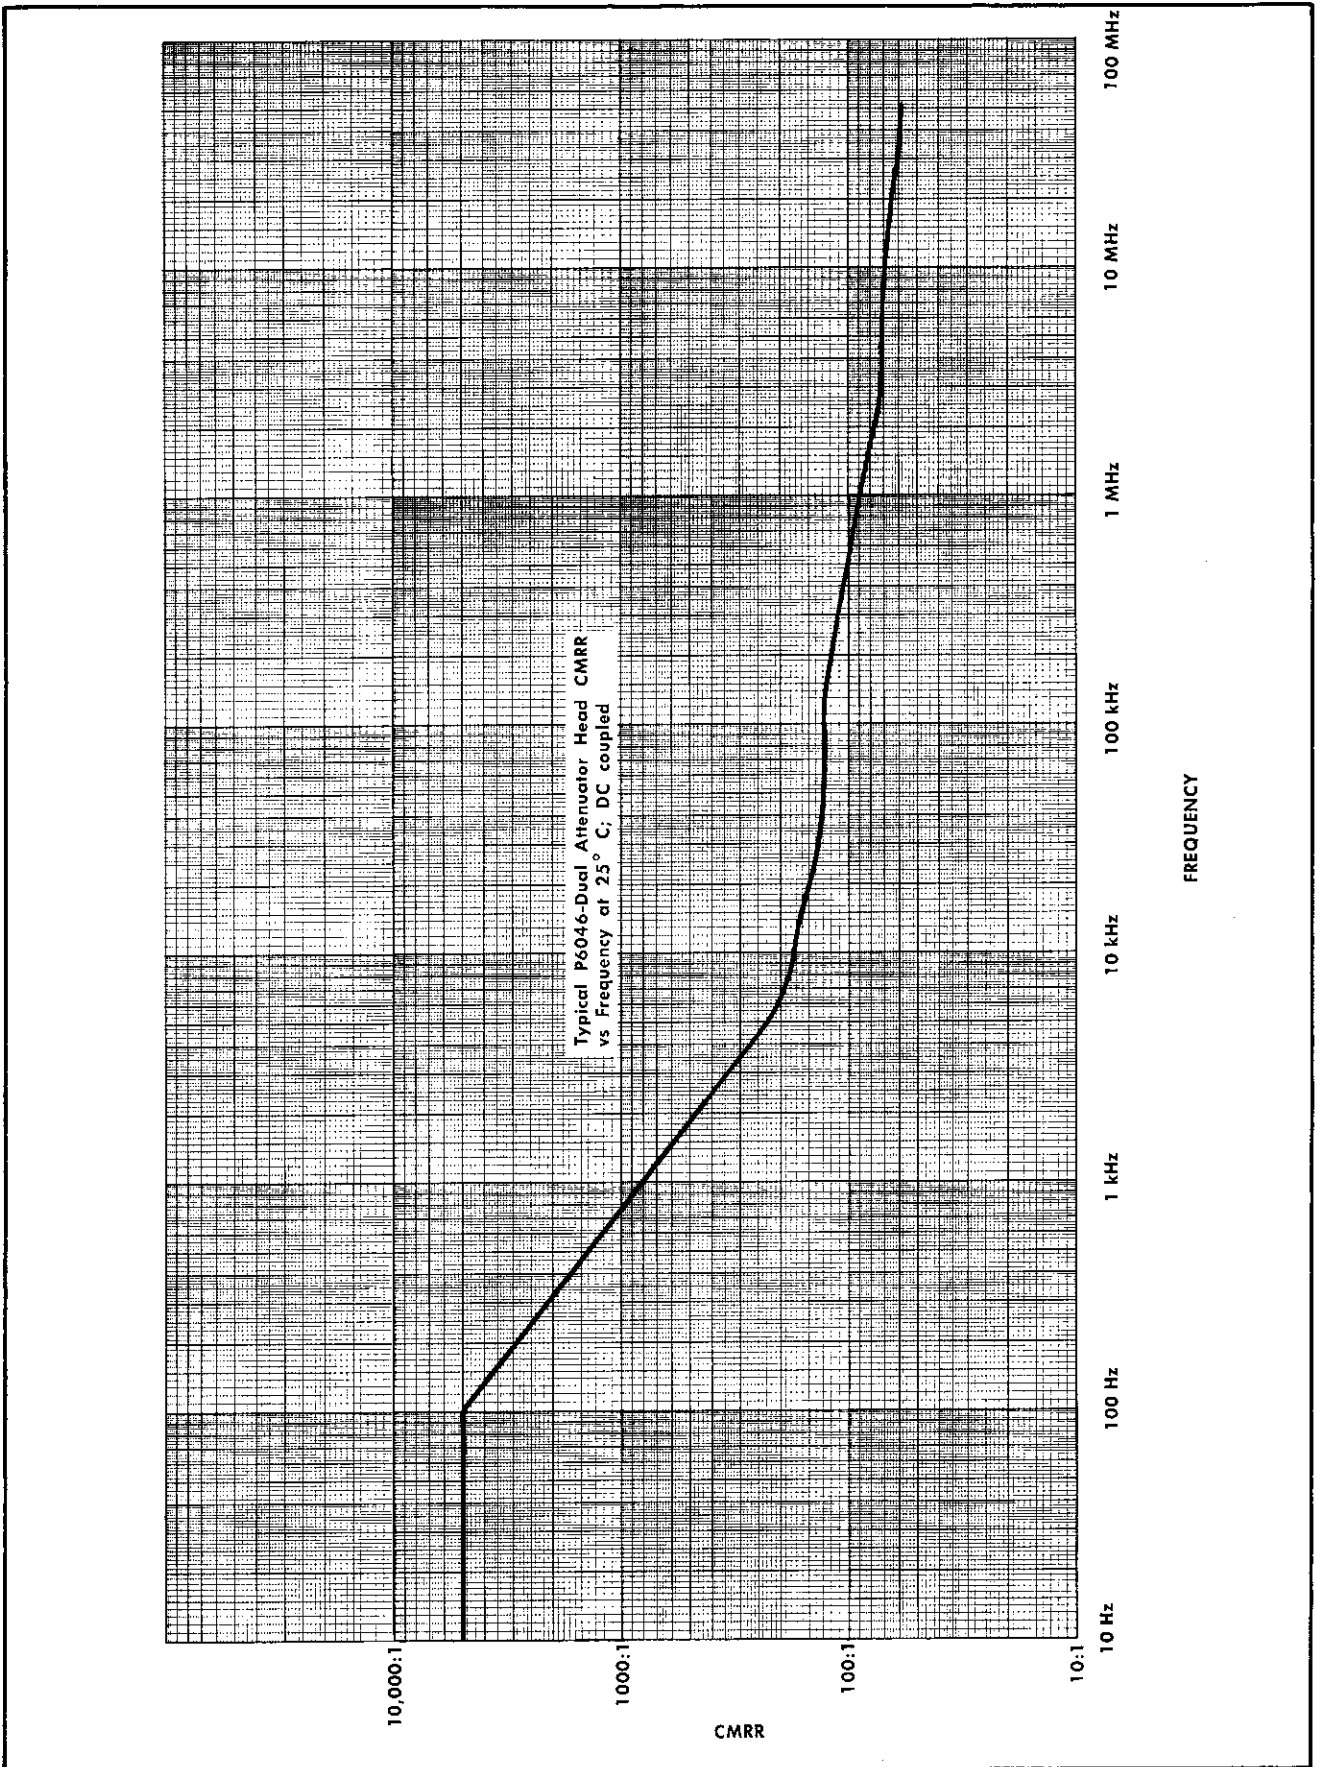 Typical P6046-Dual Attenuator Head CMRR
vs Frequency at 25° C; DC coupled
CMRR
10,000:1
1000:1
100:1
10:1
10 Hz
100 Hz
1 kHz
10 kHz
100 kHz
1 MHz
10 MHz
100 MHz
FREQUENCY